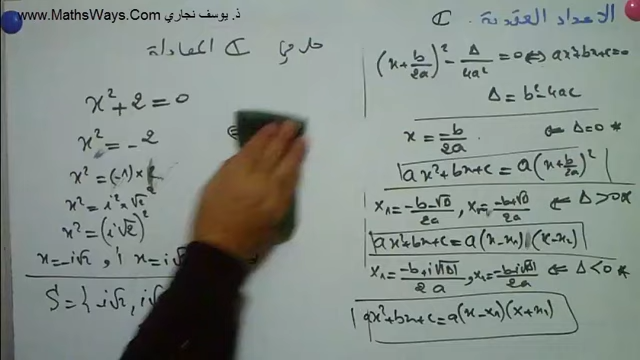 www.MathsWays.Com ذ. يوسف نجاري
الأعداد العقدية ℂ
حل في ℂ المعادلة
x²+2=0
x²=-2
x²=(-1)×2
x²=i²×√2²
x²=(i√2)²
x=-i√2 , أ x=i√2
S={-i√2, i√
(x+b/2a)²-Δ/4a²=0⇔ax²+bx+c=0
Δ=b²-4ac
x=-b/2a ⇐Δ=0*
ax²+bx+c=a(x+b/2a)²
x₁=-b-√Δ/2a, x₂=-b+√Δ/2a ⇐Δ>0*
ax²+bx+c=a(x-x₁)(x-x₂)
x₁=-b+i√|Δ|/2a, x₂=-b-i√|Δ|/2a ⇐Δ<0*
ax²+bx+c=a(x-x₁)(x+x₂)